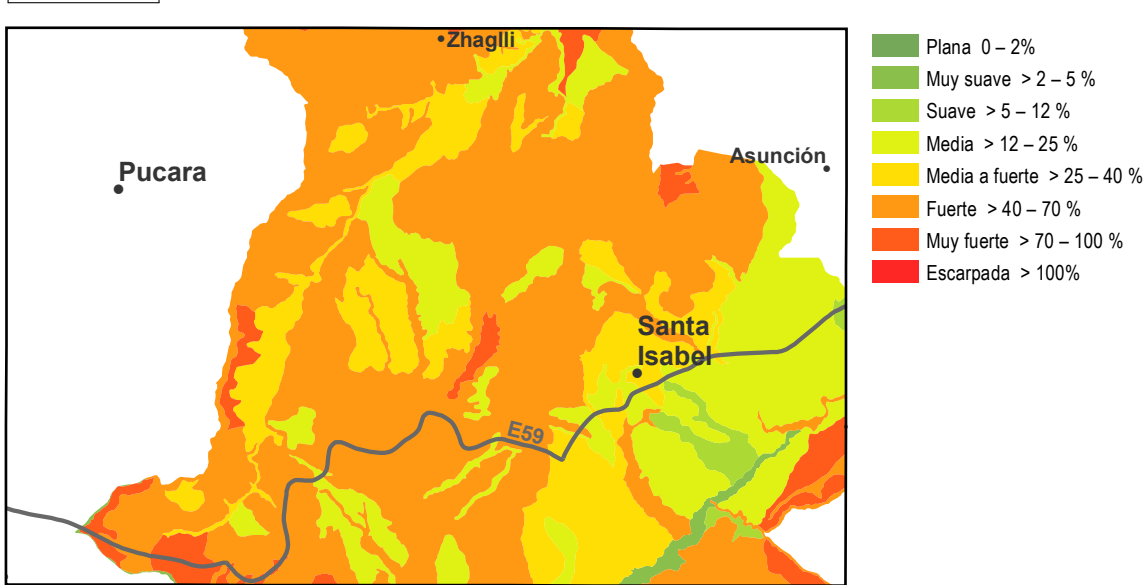 Zhaglli
Pucara
Asunción
Santa
Isabel
E59
Plana 0 – 2%
Muy suave > 2 – 5 %
Suave > 5 – 12 %
Media > 12 – 25 %
Media a fuerte > 25 – 40 %
Fuerte > 40 – 70 %
Muy fuerte > 70 – 100 %
Escarpada > 100%